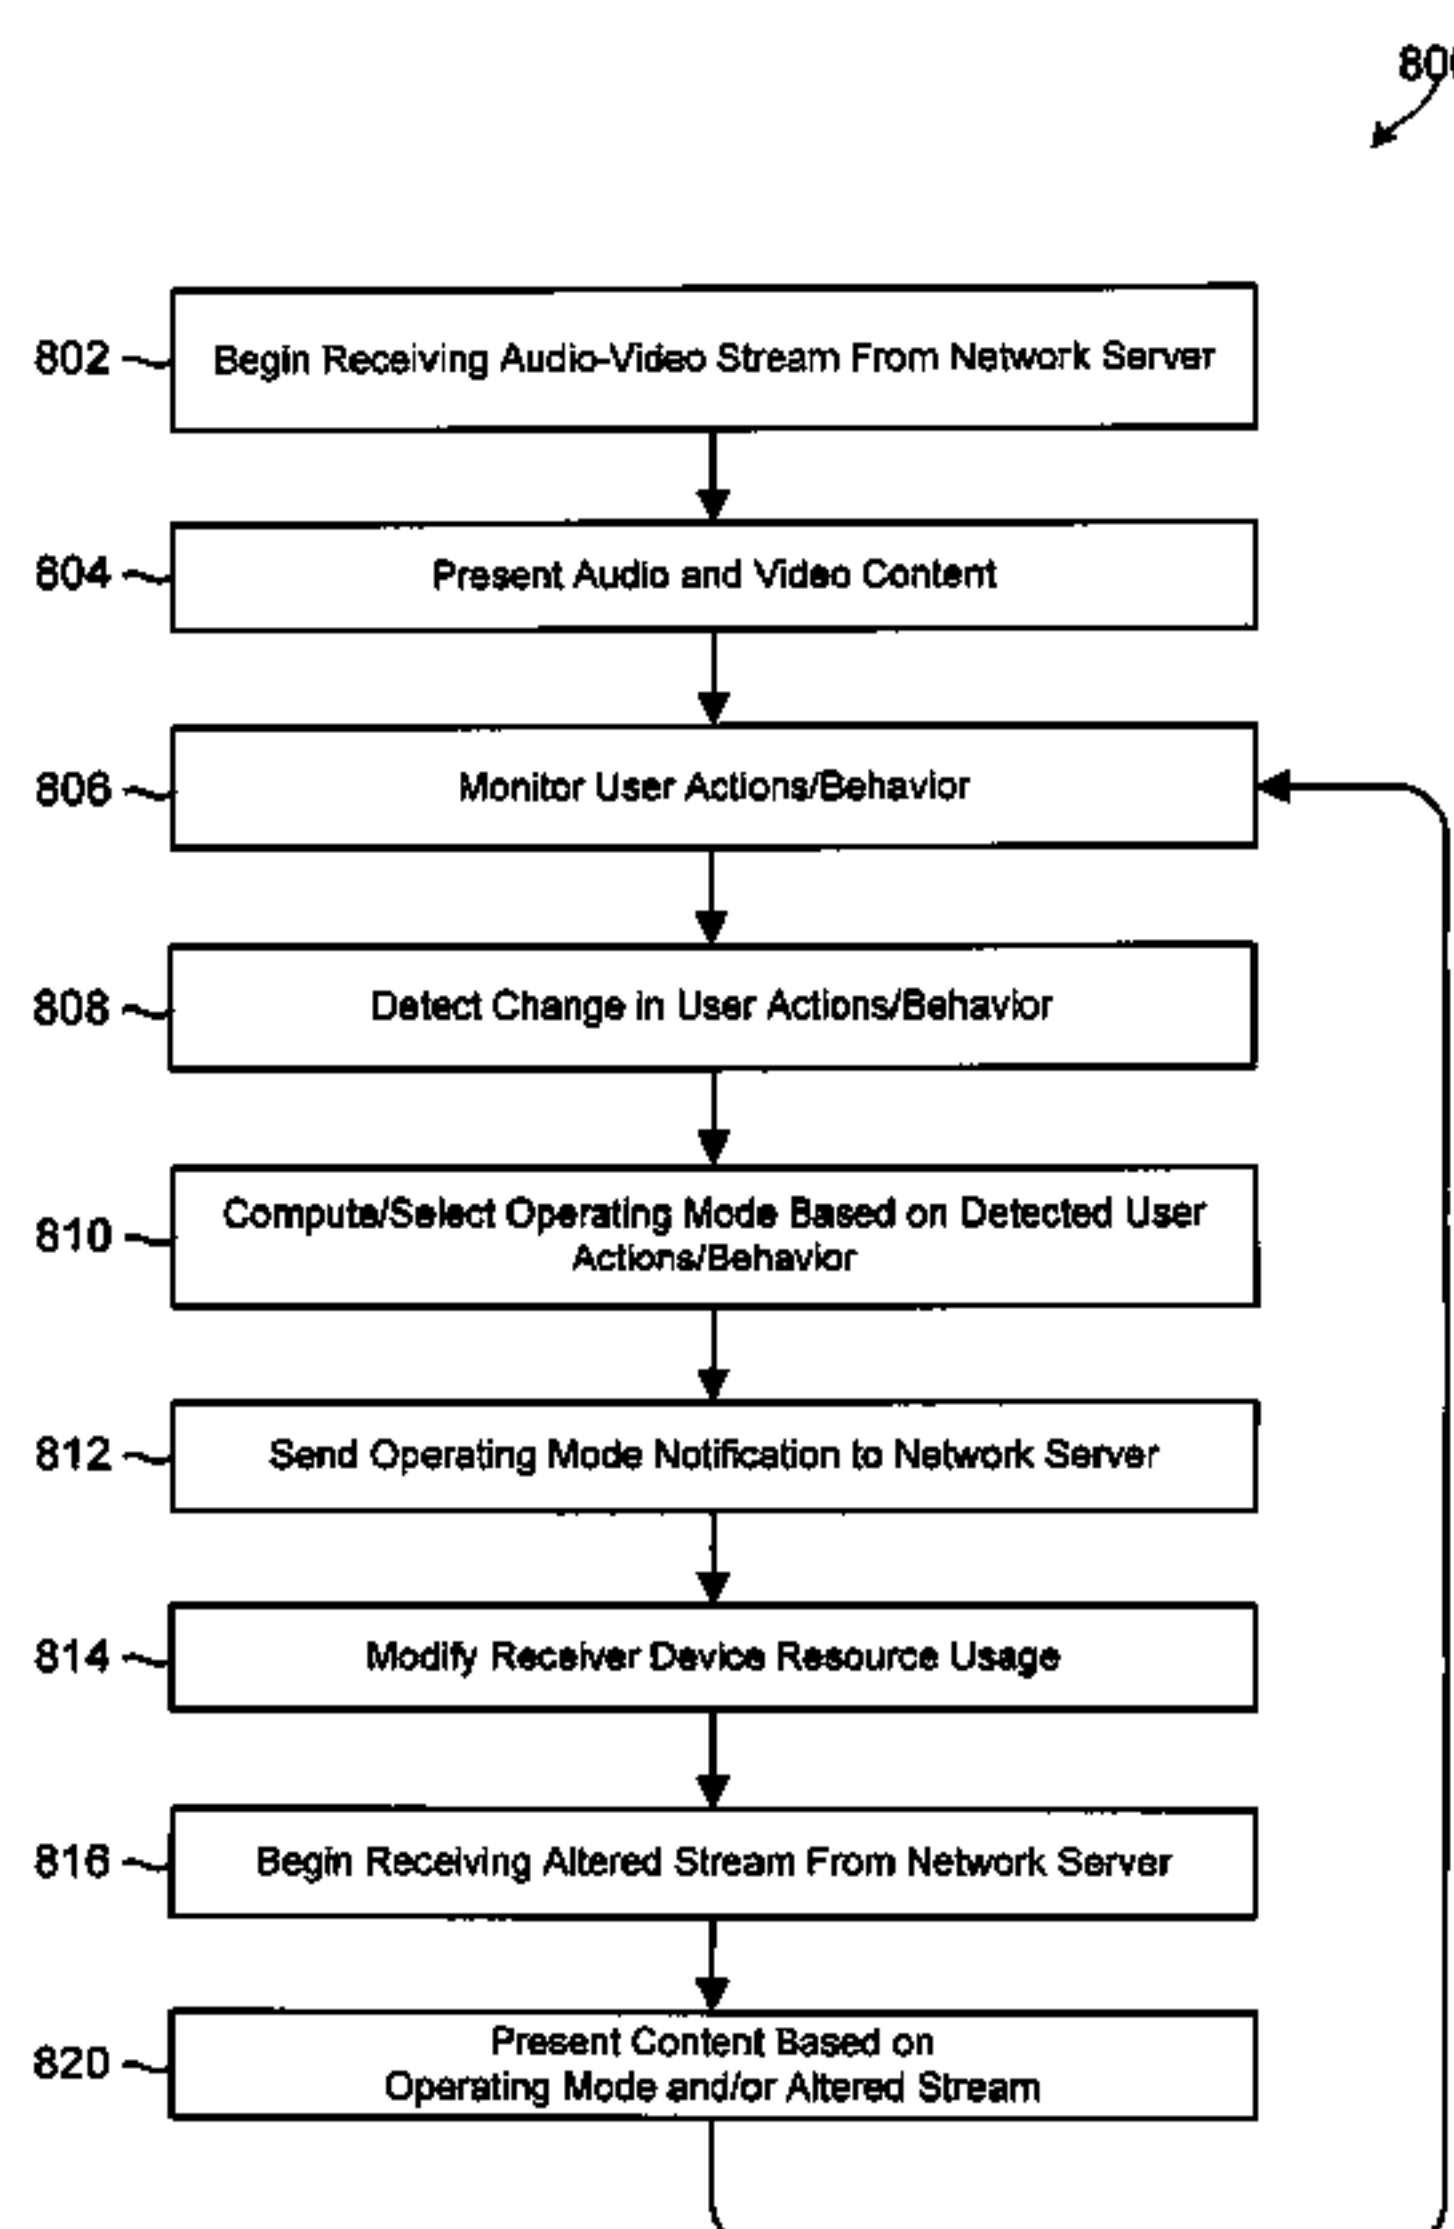 800
802 Begin Receiving Audio-Video Stream From Network Server
804 Present Audio and Video Content
806 Monitor User Actions/Behavior
808 Detect Change in User Actions/Behavior
810 Compute/Select Operating Mode Based on Detected User
Actions/Behavior
812 Send Operating Mode Notification to Network Server
814 Modify Receiver Device Resource Usage
816 Begin Receiving Altered Stream From Network Server
820 Present Content Based on
Operating Mode and/or Altered Stream